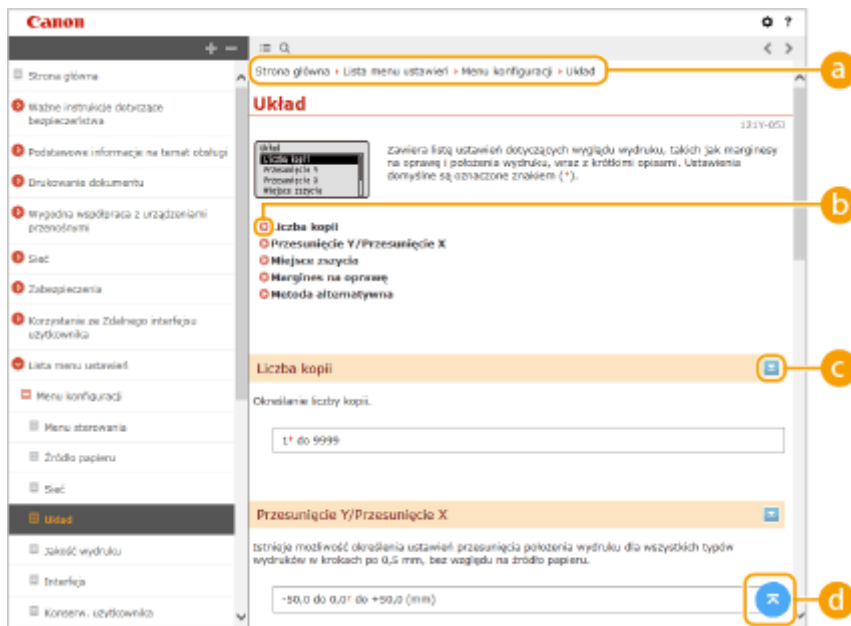 Canon
Strona główna
Ważne instrukcje dotyczące
bezpieczeństwa
Podstawowe informacje na temat obsługi
Drukowanie dokumentu
Wygodna współpraca z urządzeniami
przenośnymi
Sieć
Zabezpieczenia
Korzystanie ze Zdalnego interfejsu
użytkownika
Lista menu ustawień
Menu konfiguracji
Menu sterowania
Źródło papieru
Sieć
Układ
Jakość wydruku
Interfejs
Konserw. użytkownika
Strona główna Lista menu ustawień Menu konfiguracji Układ
a
Układ
131Y-053
Układ
Liczba kopii
Przesunięcie Y
Przesunięcie X
Miejsce zszycia
Zawiera listę ustawień dotyczących wyglądu wydruku, takich jak marginesy
na oprawę i położenia wydruku, wraz z krótkimi opisami. Ustawienia
domyślne są oznaczone znakiem (*).
b
Liczba kopii
Przesunięcie Y/Przesunięcie X
Miejsce zszycia
Margines na oprawę
Metoda alternatywna
Liczba kopii
c
Określanie liczby kopii.
1* do 9999
Przesunięcie Y/Przesunięcie X
Istnieje możliwość określenia ustawień przesunięcia położenia wydruku dla wszystkich typów
wydruków w krokach po 0,5 mm, bez względu na źródło papieru.
-50,0 do 0,0* do +50,0 (mm)
d